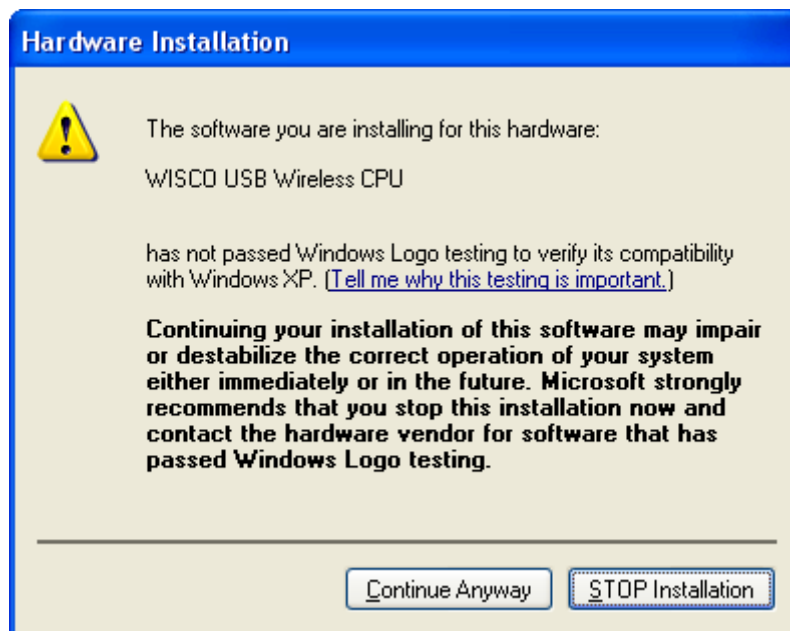 Hardware Installation
The software you are installing for this hardware:
WISCO USB Wireless CPU
has not passed Windows Logo testing to verify its compatibility
with Windows XP. (Tell me why this testing is important.)
Continuing your installation of this software may impair
or destabilize the correct operation of your system
either immediately or in the future. Microsoft strongly
recommends that you stop this installation now and
contact the hardware vendor for software that has
passed Windows Logo testing.
Continue Anyway
STOP Installation